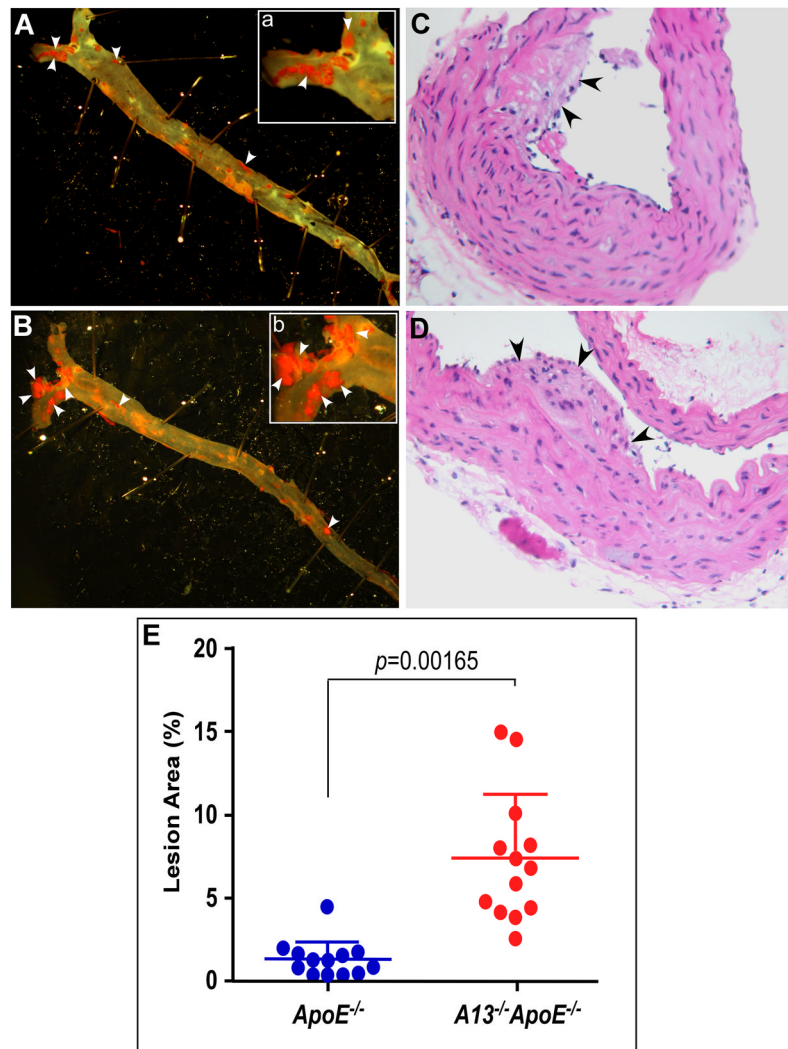 A
a
C
B
b
D
E
p=0.00165
20
15
10
5
0
Lesion Area (%)
ApoE-/-
A13-/-ApoE-/-